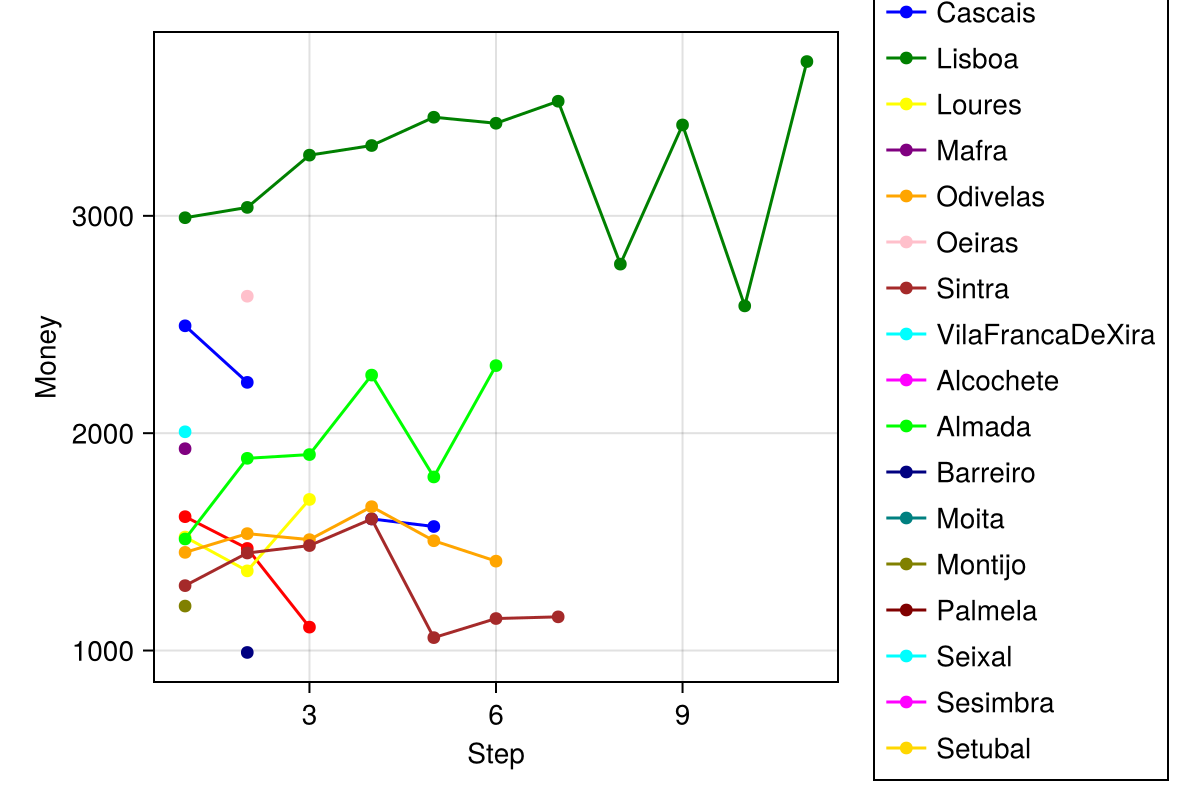 3000
2000
1000
3 6 9
Money
Step
Cascais
Lisboa
Loures
Mafra
Odivelas
Oeiras
Sintra
VilaFrancaDeXira
Alcochete
Almada
Barreiro
Moita
Montijo
Palmela
Seixal
Sesimbra
Setubal